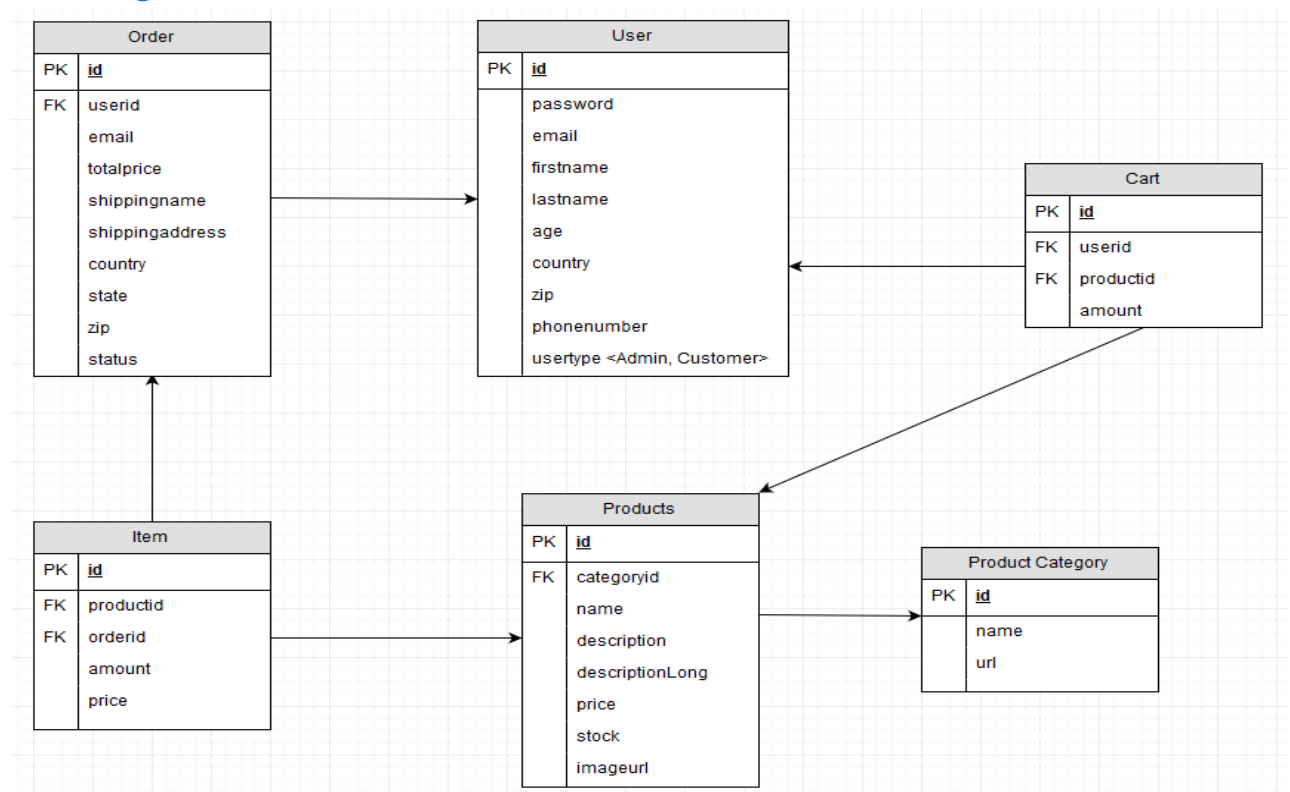 Order
PK id
FK userid
email
totalprice
shippingname
shippingaddress
country
state
zip
status
User
PK id
password
email
firstname
lastname
age
country
zip
phonenumber
usertype <Admin, Customer>
Cart
PK id
FK userid
FK productid
amount
Item
PK id
FK productid
FK orderid
amount
price
Products
PK id
FK categoryid
name
description
descriptionLong
price
stock
imageurl
Product Category
PK id
name
url